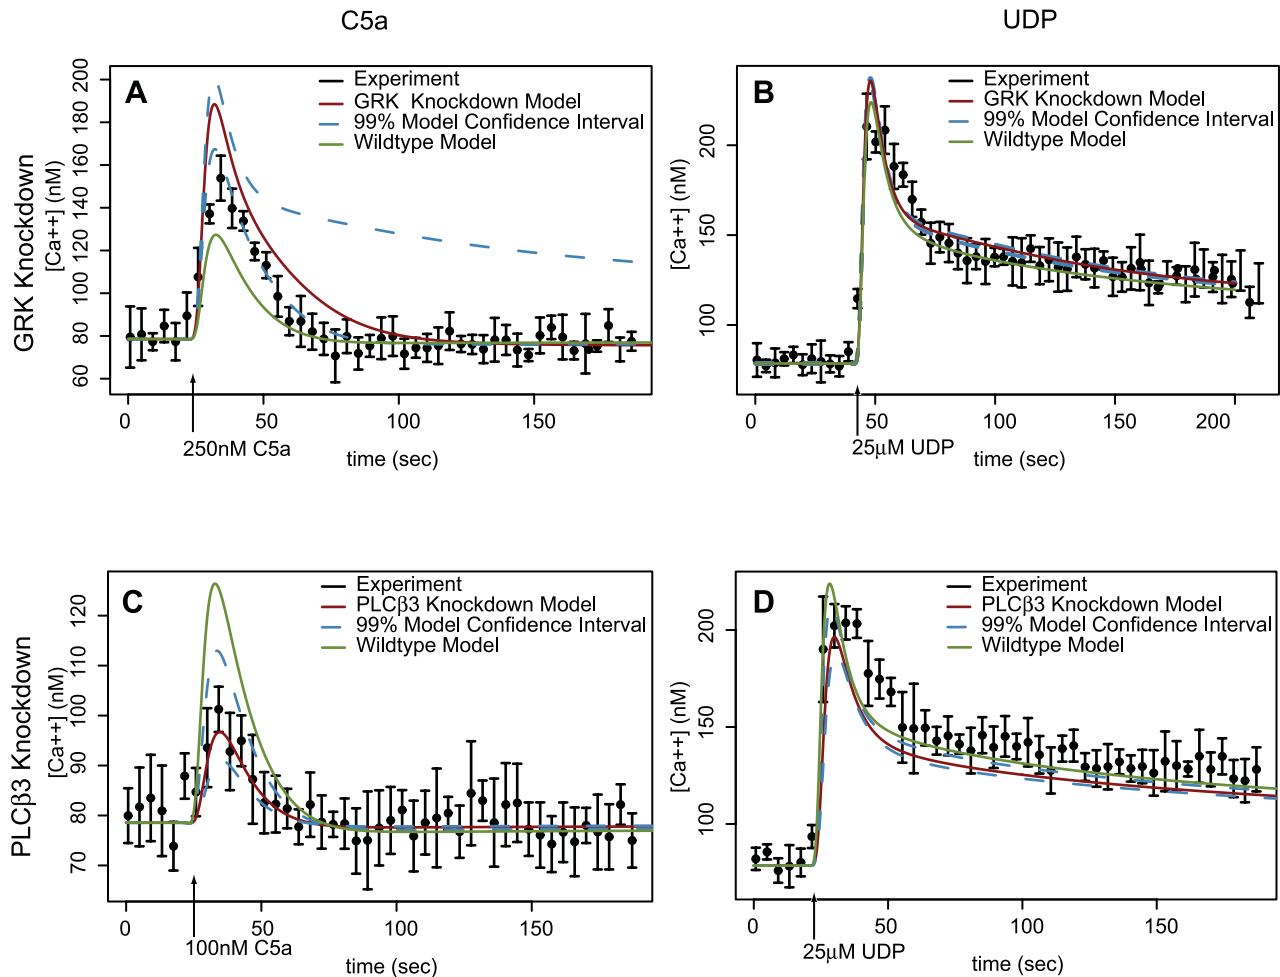 C5a
UDP
GRK Knockdown
A
Experiment
GRK Knockdown Model
99% Model Confidence Interval
Wildtype Model
[Ca++] (nM)
200
180
160
140
120
100
80
60
0
50
100
150
250nM C5a
time (sec)
B
Experiment
GRK Knockdown Model
99% Model Confidence Interval
Wildtype Model
[Ca++] (nM)
200
150
100
0
50
100
150
200
25µM UDP
time (sec)
PLCβ3 Knockdown
C
Experiment
PLCβ3 Knockdown Model
99% Model Confidence Interval
Wildtype Model
[Ca++] (nM)
120
110
100
90
80
70
0
50
100
150
100nM C5a
time (sec)
D
Experiment
PLCβ3 Knockdown Model
99% Model Confidence Interval
Wildtype Model
[Ca++] (nM)
200
150
100
0
50
100
150
25µM UDP
time (sec)